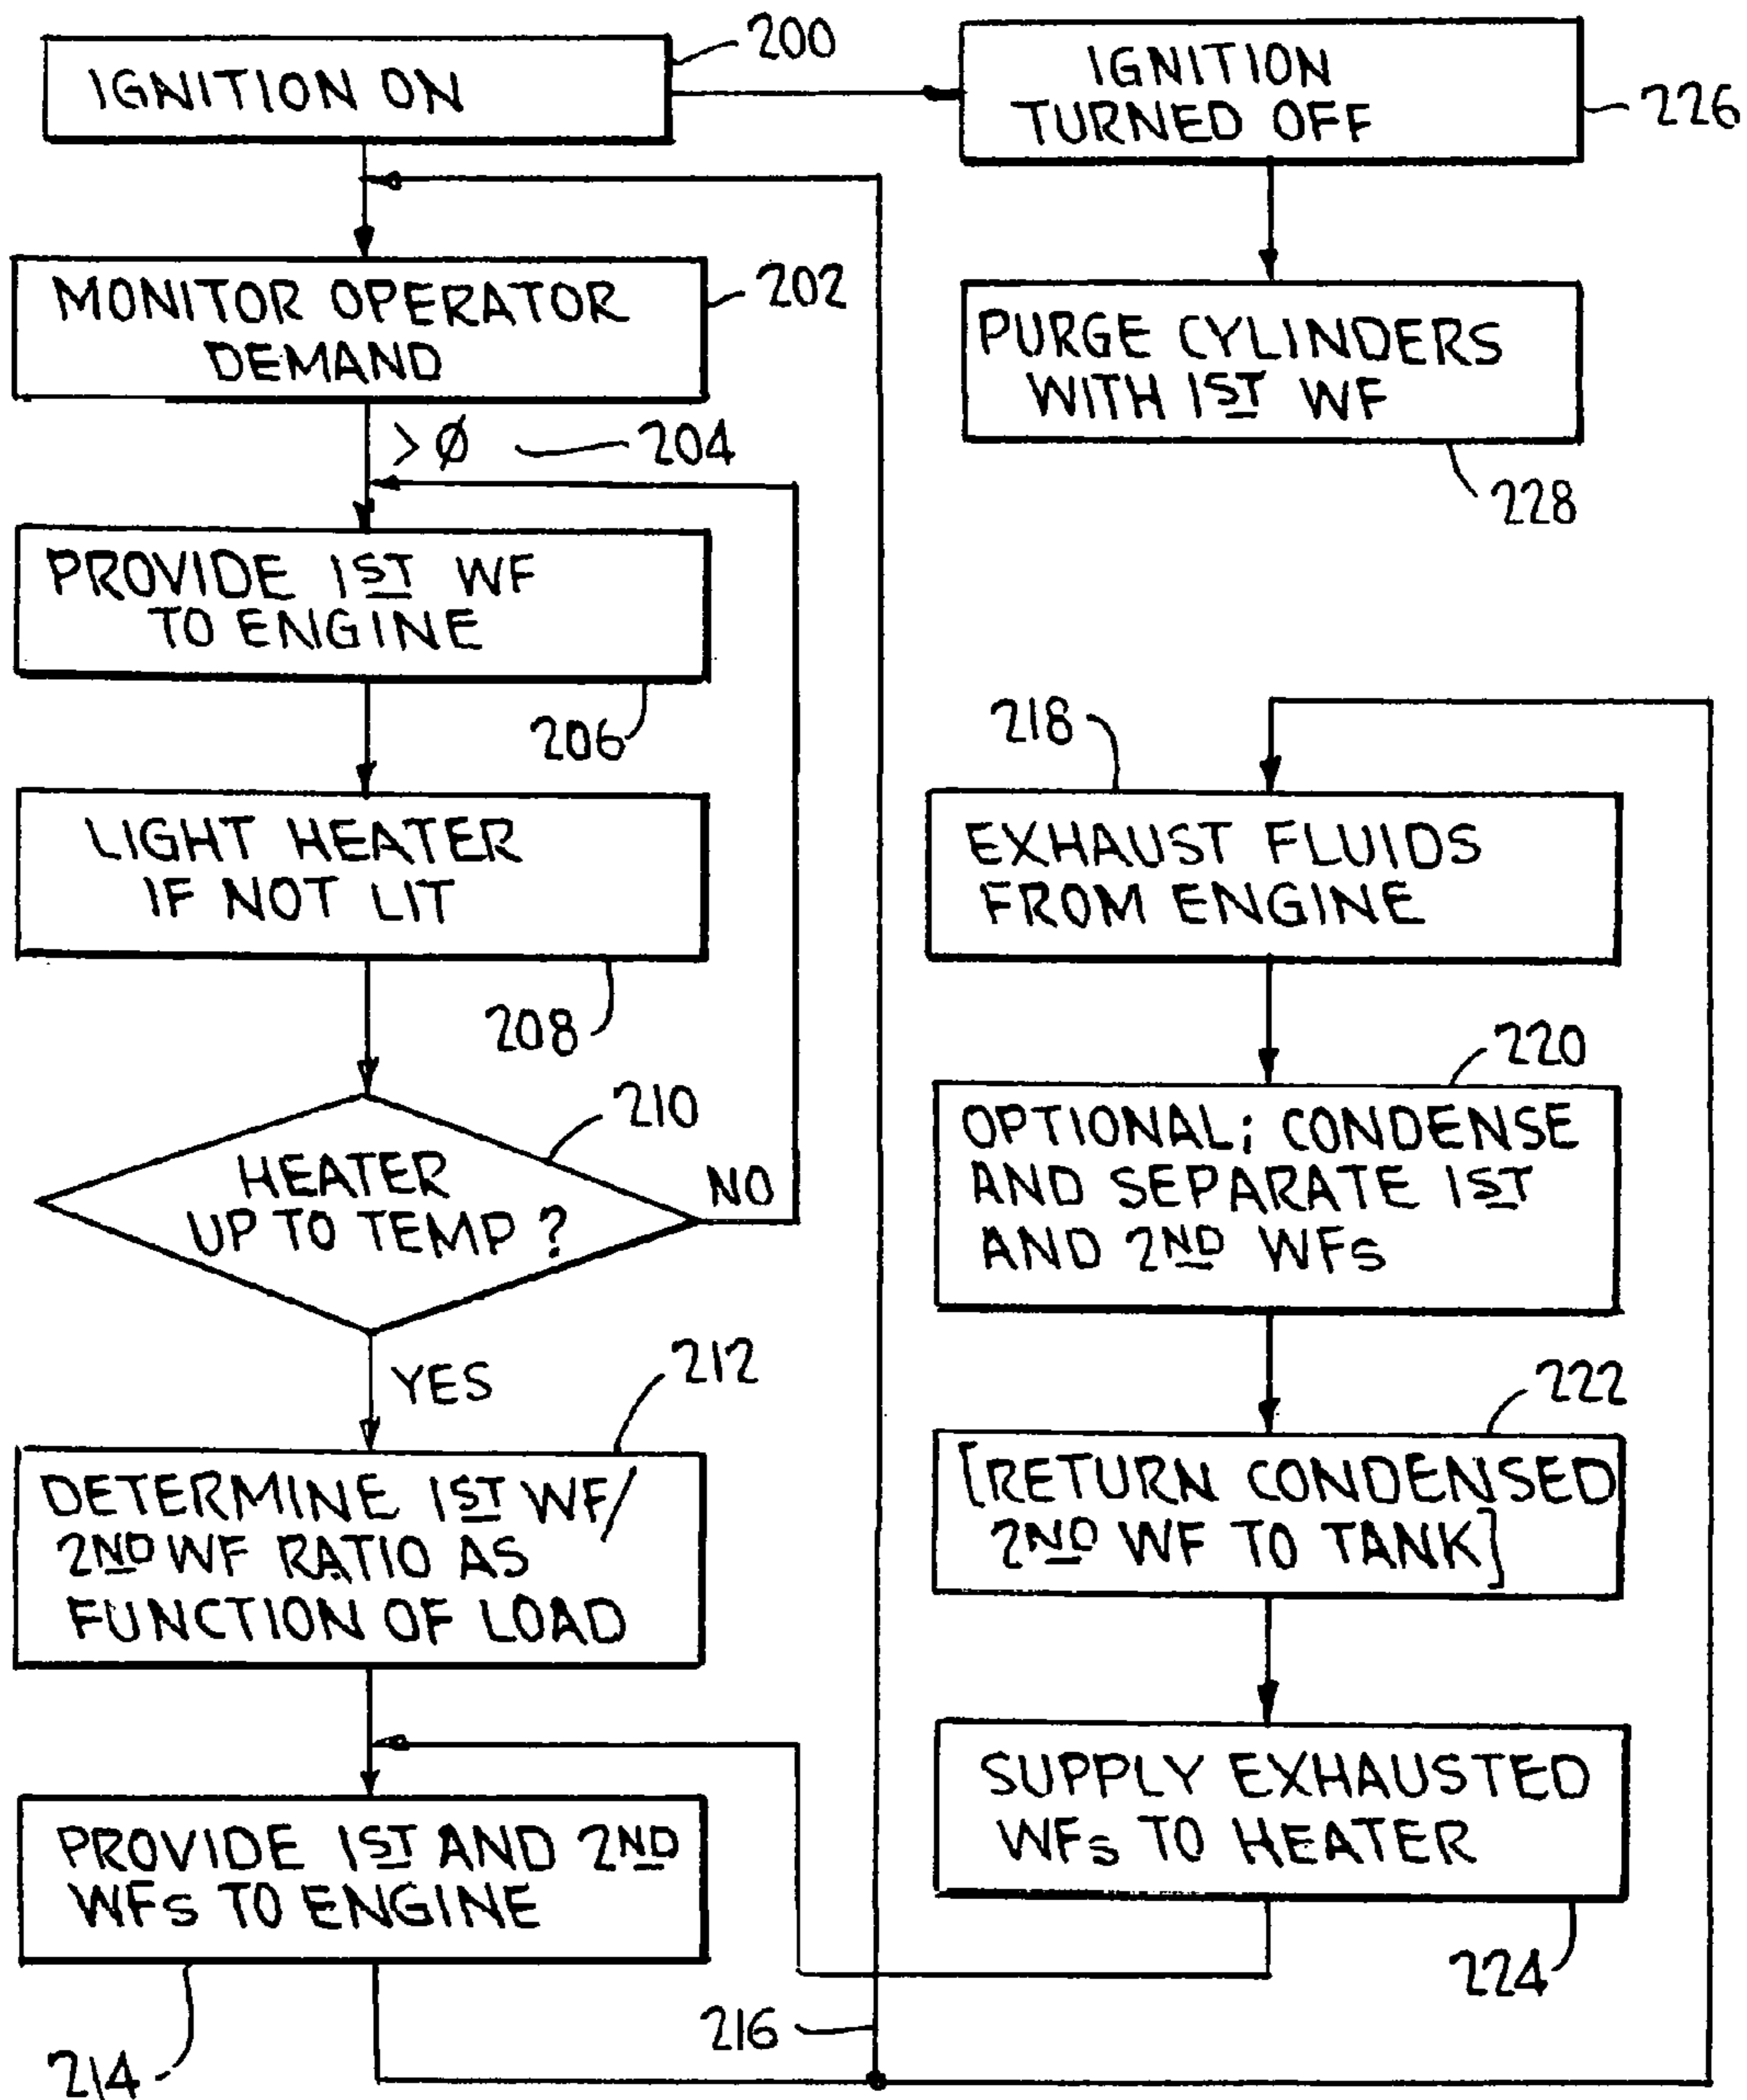 IGNITION ON
200
IGNITION
TURNED OFF
226
MONITOR OPERATOR
DEMAND
202
>Ø
204
PURGE CYLINDERS
WITH 1ST WF
228
PROVIDE 1ST WF
TO ENGINE
206
LIGHT HEATER
IF NOT LIT
208
HEATER
UP TO TEMP?
210
NO
YES
DETERMINE 1ST WF/
2ND WF RATIO AS
FUNCTION OF LOAD
212
PROVIDE 1ST AND 2ND
WFs TO ENGINE
214
216
218
EXHAUST FLUIDS
FROM ENGINE
220
OPTIONAL; CONDENSE
AND SEPARATE 1ST
AND 2ND WFs
222
[RETURN CONDENSED
2ND WF TO TANK]
SUPPLY EXHAUSTED
WFs TO HEATER
224